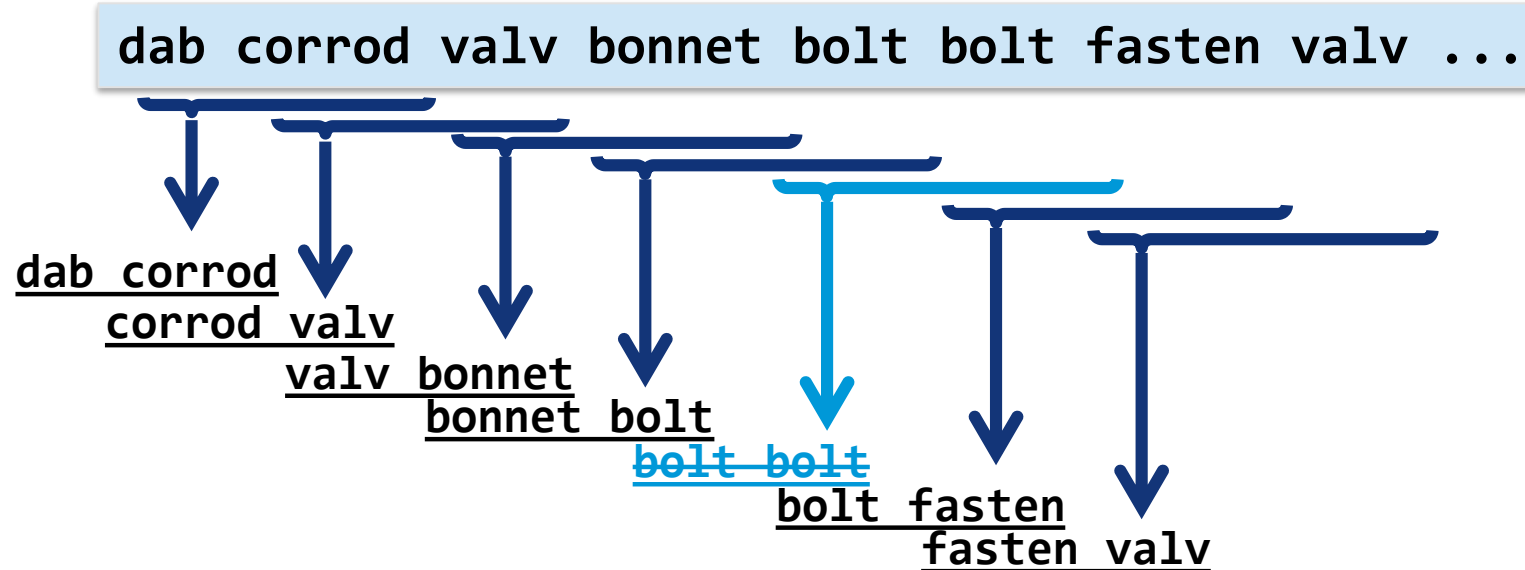 dab corrod valv bonnet bolt bolt fasten valv ...
dab corrod
corrod valv
valv bonnet
bonnet bolt
bolt bolt
bolt fasten
fasten valv